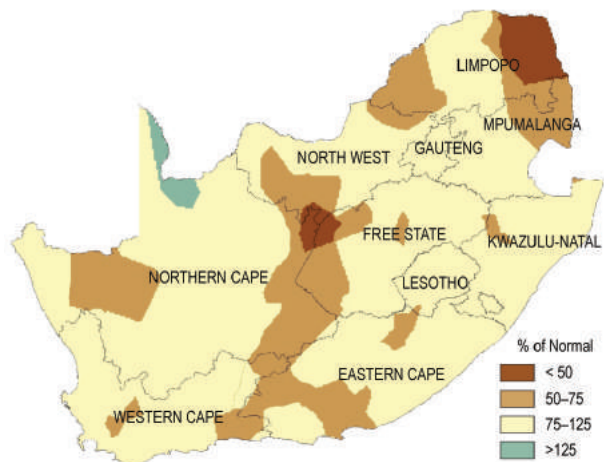 LIMPOPO
MPUMALANGA
GAUTENG
NORTH WEST
FREE STATE
KWAZULU-NATAL
NORTHERN CAPE
LESOTHO
EASTERN CAPE
WESTERN CAPE
% of Normal
< 50
50–75
75–125
>125